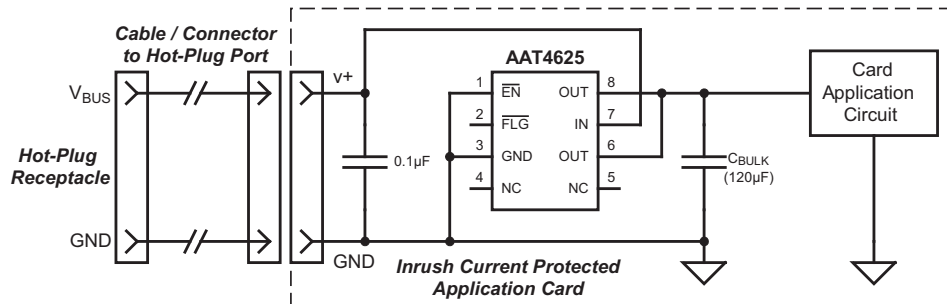 Cable / Connector
to Hot-Plug Port
VBUS
Hot-Plug
Receptacle
GND
v+
0.1µF
GND
AAT4625
1 EN OUT 8
2 FLG IN 7
3 GND OUT 6
4 NC NC 5
CBULK
(120µF)
Card
Application
Circuit
Inrush Current Protected
Application Card